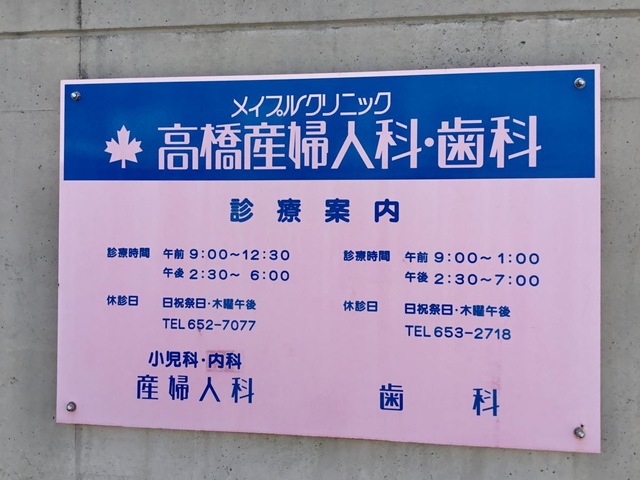 メイプルクリニック
高橋産婦人科・歯科
診療案内
診療時間 午前 9:00～12:30
午後 2:30～ 6:00
休診日 日祝祭日・木曜午後
TEL 652-7077
小児科・内科
産婦人科
診療時間 午前 9:00～ 1:00
午後 2:30～7:00
休診日 日祝祭日・木曜午後
TEL 653-2718
歯科